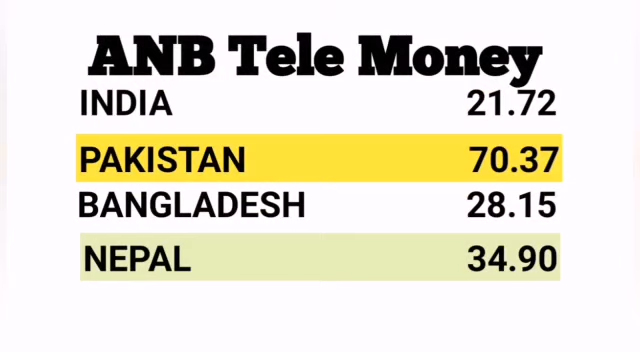 ANB Tele Money
INDIA 21.72
PAKISTAN 70.37
BANGLADESH 28.15
NEPAL 34.90